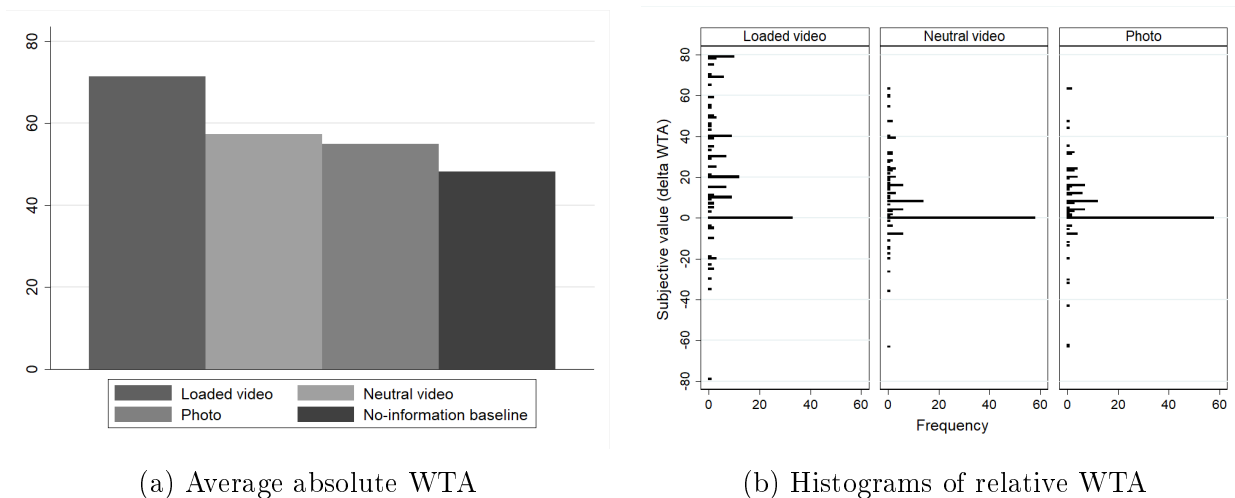 80
60
40
20
0
Loaded video
Neutral video
Photo
No-information baseline
(a) Average absolute WTA
Loaded video
Neutral video
Photo
Subjective value (delta WTA)
80
60
40
20
0
-20
-40
-60
-80
0 20 40 60
0 20 40 60
0 20 40 60
Frequency
(b) Histograms of relative WTA